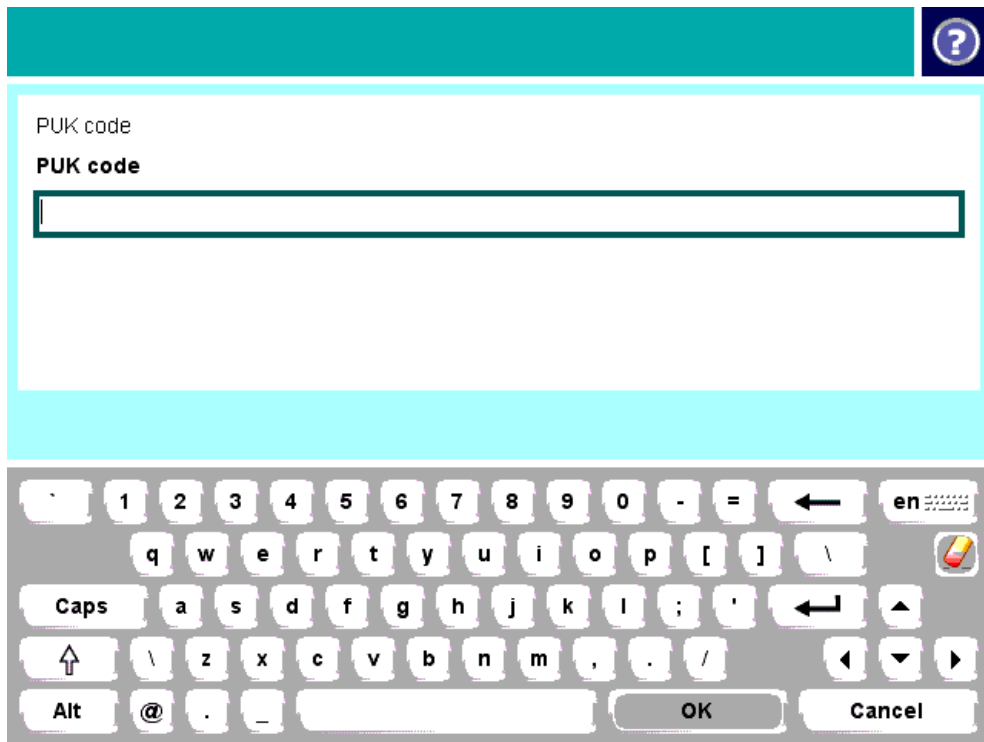 ?
PUK code
PUK code
` 1 2 3 4 5 6 7 8 9 0 - = en
q w e r t y u i o p [ ] \
Caps a s d f g h j k l ; '
\ z x c v b n m , . /
Alt @ . _ OK Cancel